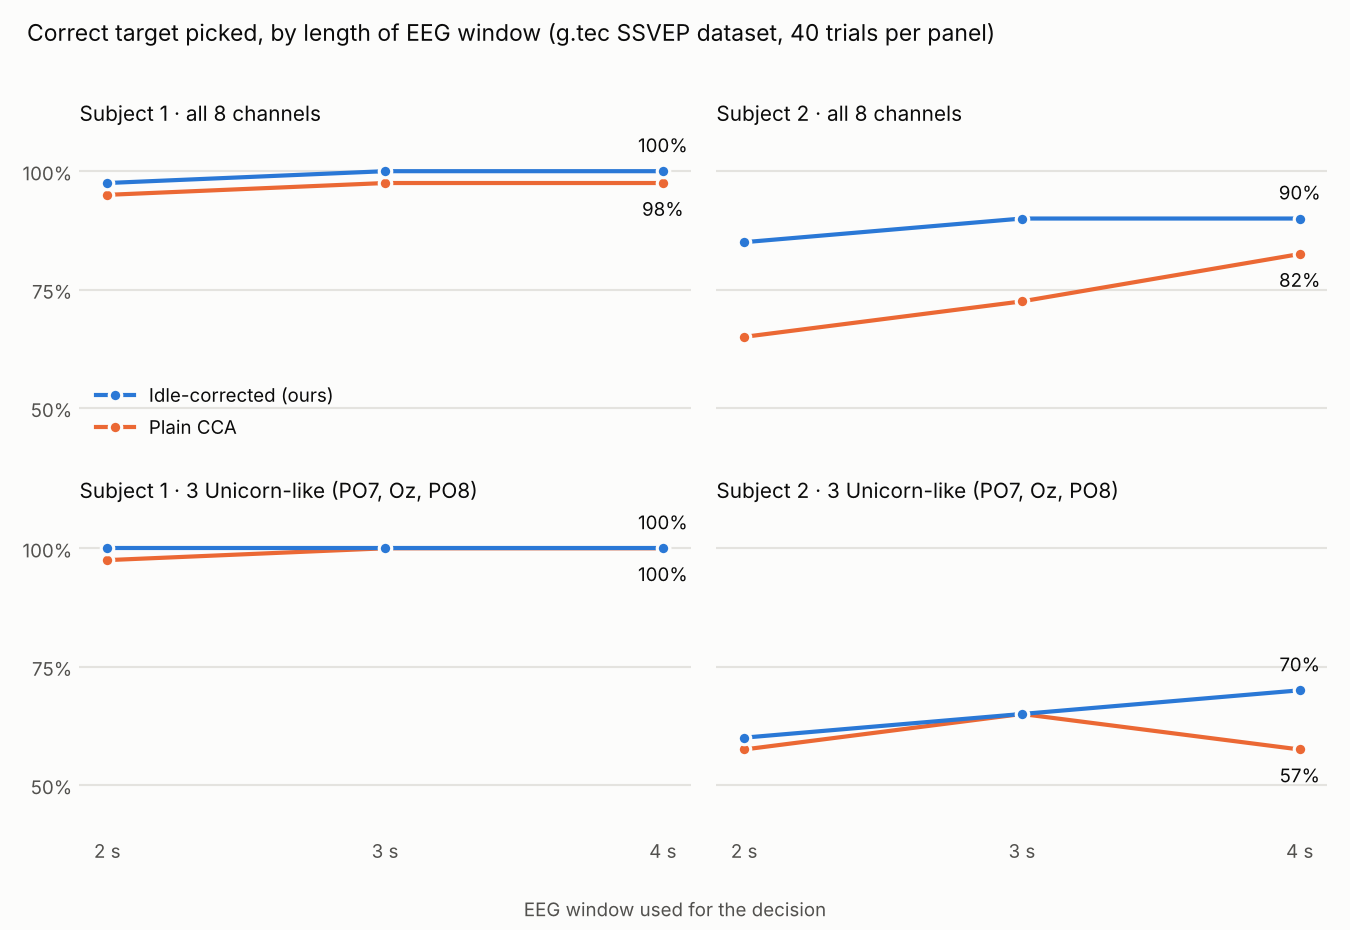 Correct target picked, by length of EEG window (g.tec SSVEP dataset, 40 trials per panel)
Subject 1 · all 8 channels
100%
100%
98%
75%
50%
Idle-corrected (ours)
Plain CCA
Subject 2 · all 8 channels
90%
82%
Subject 1 · 3 Unicorn-like (PO7, Oz, PO8)
100%
100%
100%
75%
50%
2 s
3 s
4 s
Subject 2 · 3 Unicorn-like (PO7, Oz, PO8)
70%
57%
2 s
3 s
4 s
EEG window used for the decision